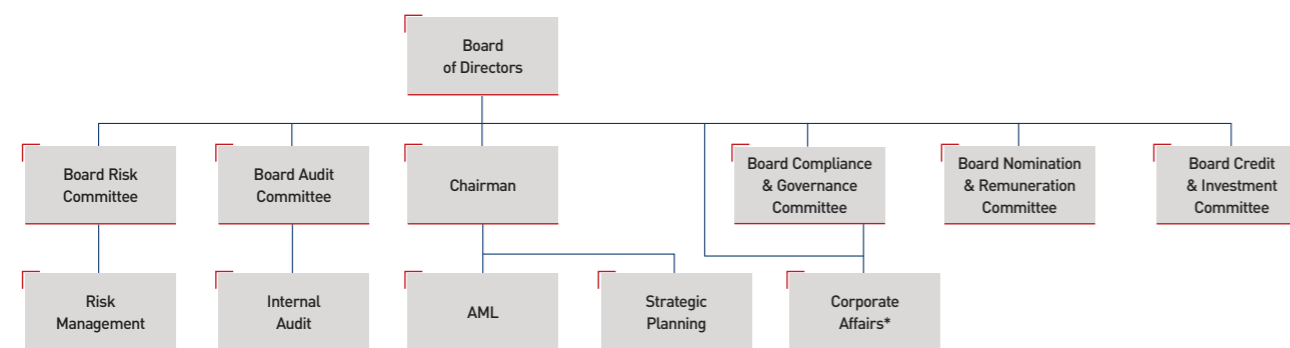 Board
of Directors
Board Risk
Committee
Board Audit
Committee
Chairman
Board Compliance
& Governance
Committee
Board Nomination
& Remuneration
Committee
Board Credit
& Investment
Committee
Risk
Management
Internal
Audit
AML
Strategic
Planning
Corporate
Affairs*